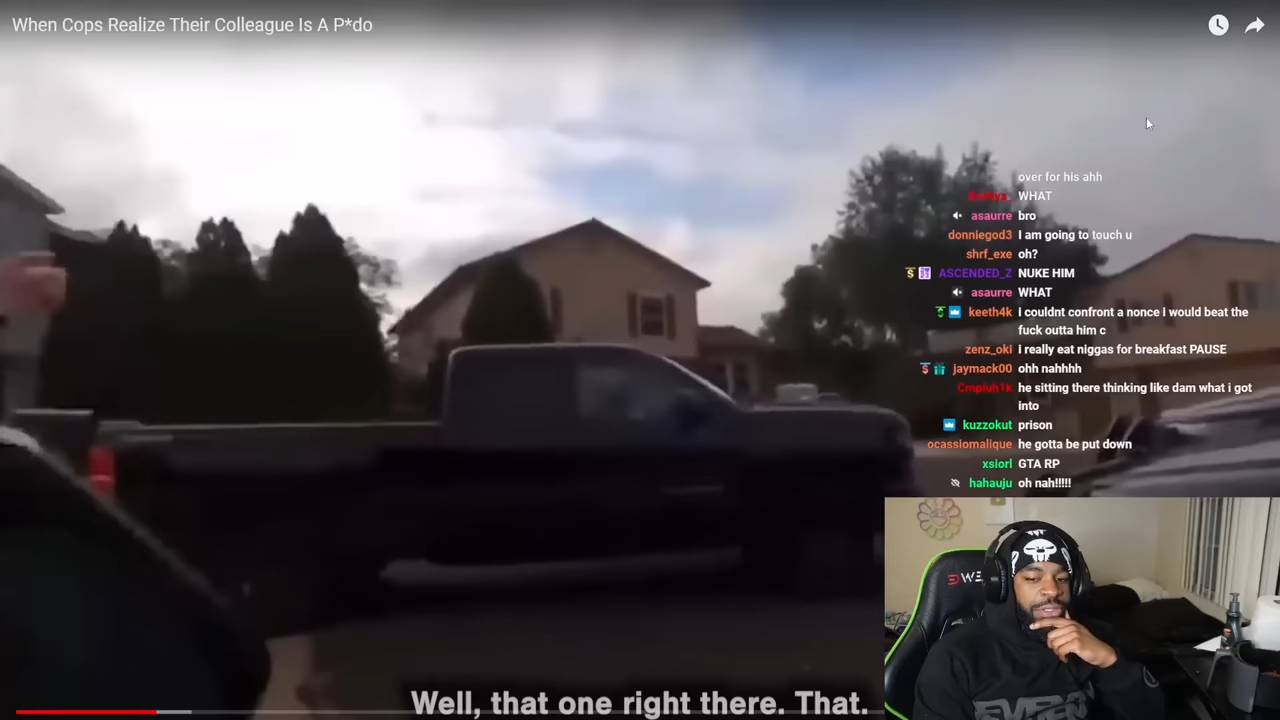 When Cops Realize Their Colleague Is A P*do
over for his ahh
WHAT
asaurre bro
donniegod3 I am going to touch u
shrf_exe oh?
ASCENDED_Z NUKE HIM
asaurre WHAT
keeth4k i couldnt confront a nonce i would beat the
fuck outta him c
zenz_oki i really eat niggas for breakfast PAUSE
jaymack00 ohh nahhhh
Cmpluh1k he sitting there thinking like dam what i got
into
kuzzokut prison
ocassiomalique he gotta be put down
xsiorl GTA RP
hahauju oh nah!!!!!
Well, that one right there. That.